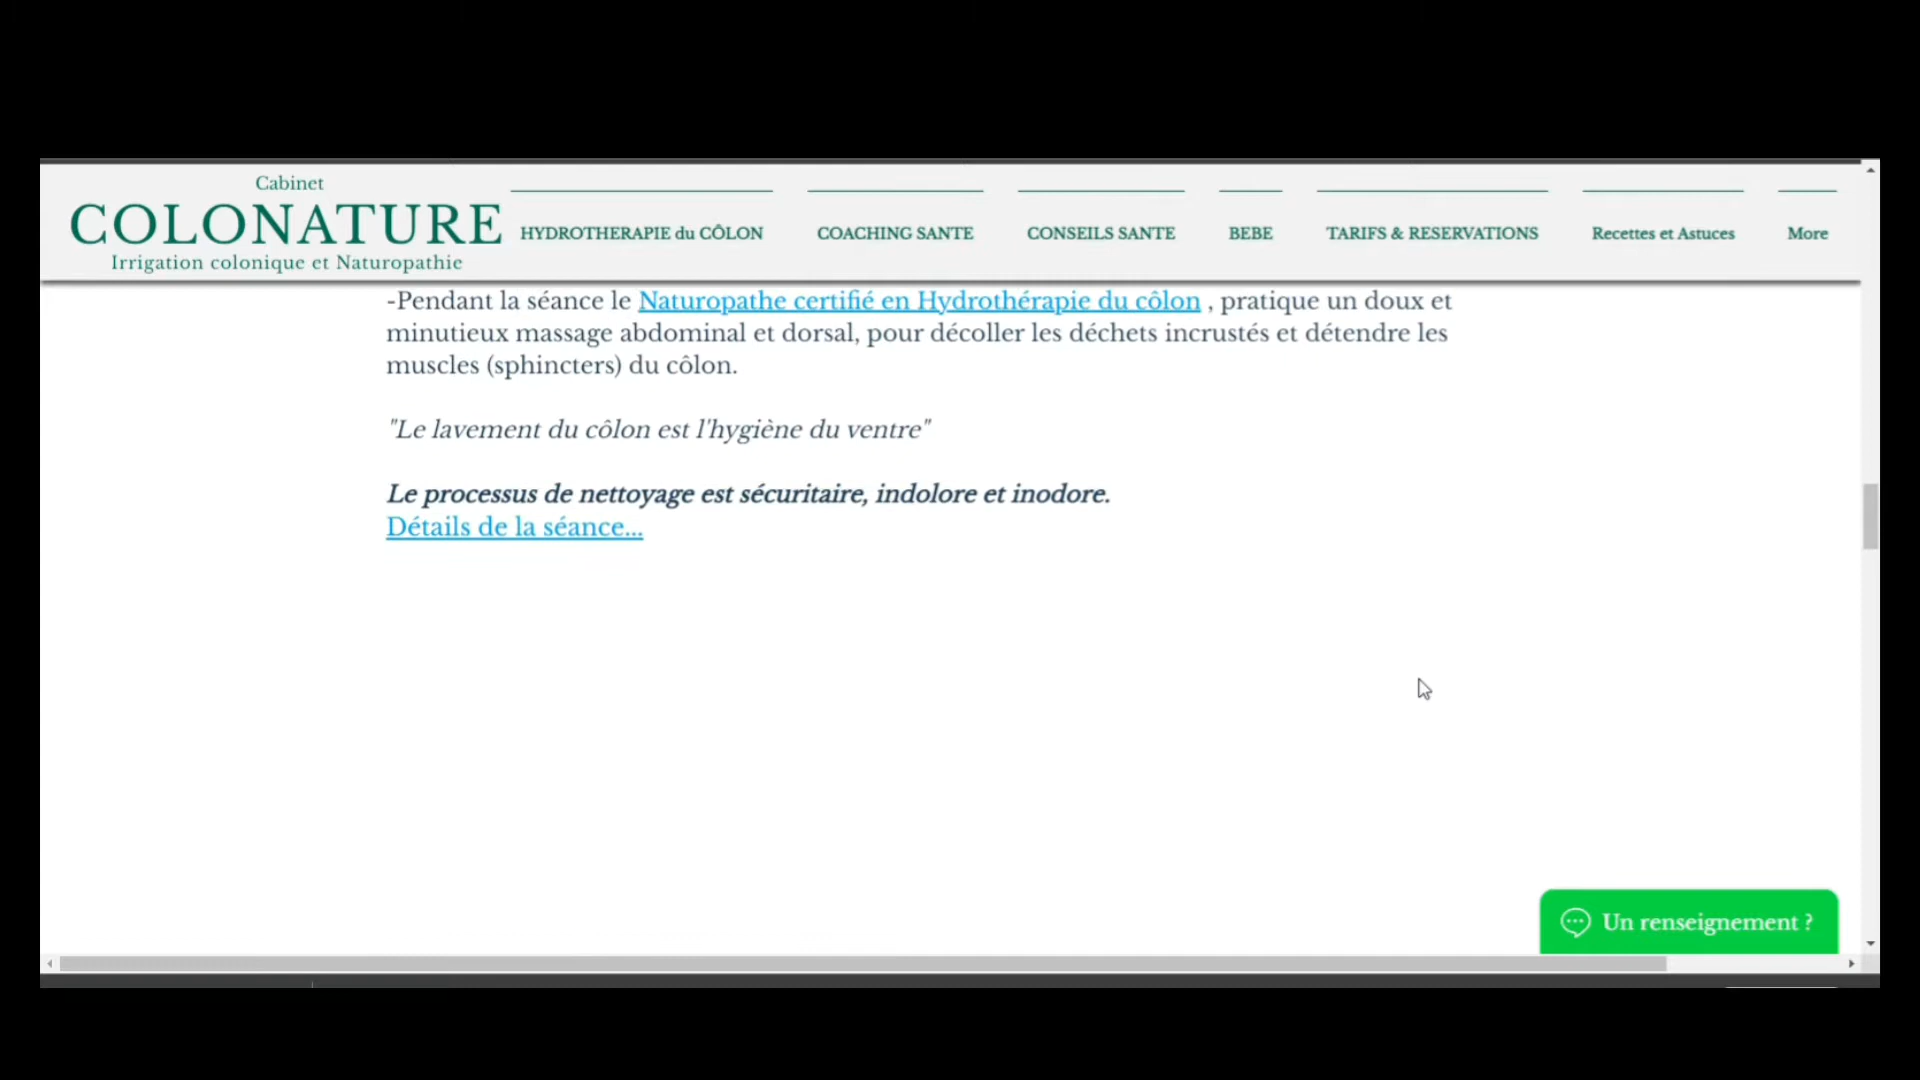 Cabinet
COLONATURE
Irrigation colonique et Naturopathie
HYDROTHERAPIE du CÔLON
COACHING SANTE
CONSEILS SANTE
BEBE
TARIFS & RESERVATIONS
Recettes et Astuces
More
-Pendant la séance le Naturopathe certifié en Hydrothérapie du côlon , pratique un doux et
minutieux massage abdominal et dorsal, pour décoller les déchets incrustés et détendre les
muscles (sphincters) du côlon.
"Le lavement du côlon est l'hygiène du ventre"
Le processus de nettoyage est sécuritaire, indolore et inodore.
Détails de la séance...
Un renseignement ?